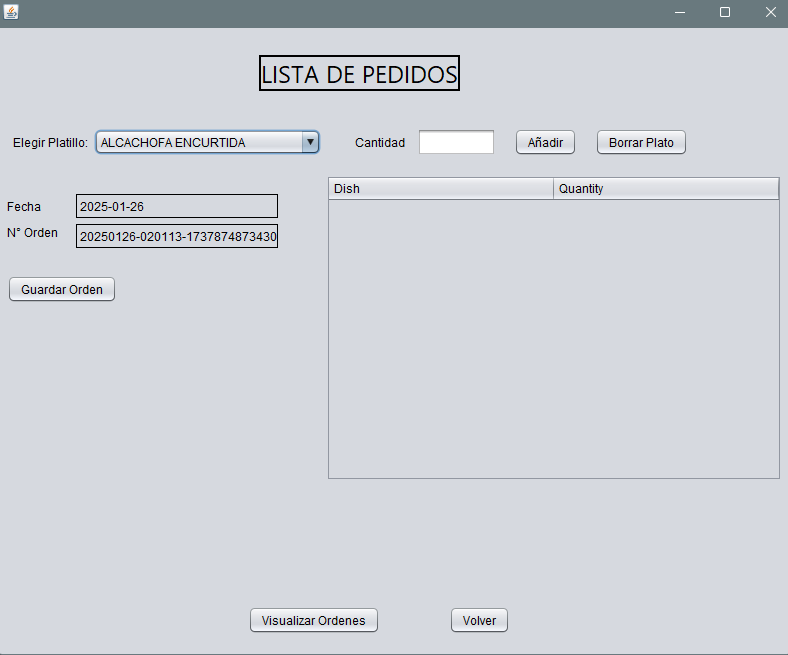 LISTA DE PEDIDOS
Elegir Platillo: ALCACHOFA ENCURTIDA Cantidad Añadir Borrar Plato
Dish Quantity
Fecha 2025-01-26
N° Orden 20250126-020113-1737874873430
Guardar Orden
Visualizar Ordenes Volver